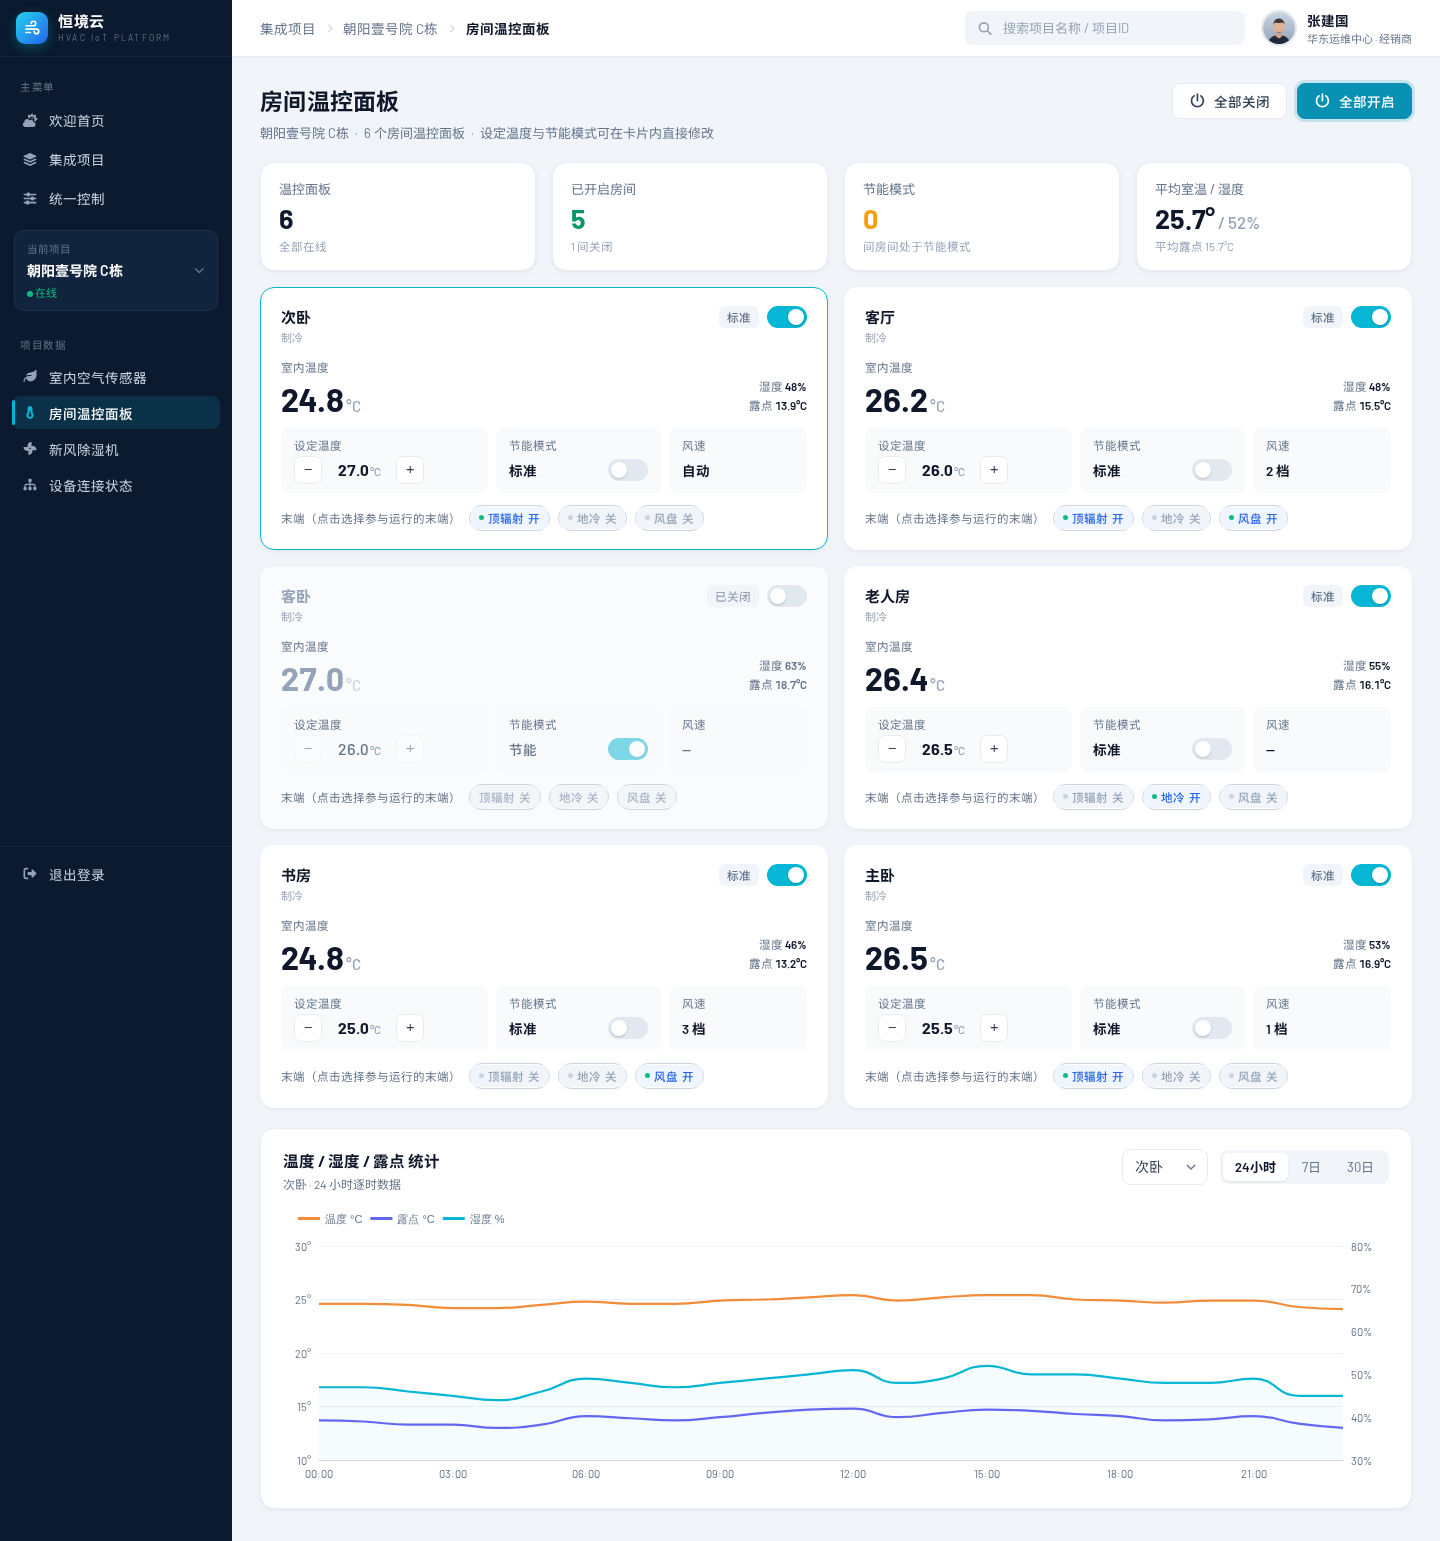 恒境云
HVAC IoT PLATFORM
主菜单
欢迎首页
集成项目
统一控制
当前项目
朝阳壹号院 C栋
在线
项目数据
室内空气传感器
房间温控面板
新风除湿机
设备连接状态
退出登录
集成项目 朝阳壹号院 C栋 房间温控面板
搜索项目名称 / 项目ID
张建国
华东运维中心 · 经销商
房间温控面板
朝阳壹号院 C栋 · 6 个房间温控面板 · 设定温度与节能模式可在卡片内直接修改
全部关闭 全部开启
温控面板
6
全部在线
已开启房间
5
1 间关闭
节能模式
0
间房间处于节能模式
平均室温 / 湿度
25.7° / 52%
平均露点 15.7°C
次卧 标准
制冷
室内温度
24.8°C
湿度 48%
露点 13.9°C
设定温度 节能模式 风速
− 27.0°C + 标准 自动
末端（点击选择参与运行的末端） 顶辐射 开 地冷 关 风盘 关
客厅 标准
制冷
室内温度
26.2°C
湿度 48%
露点 15.5°C
设定温度 节能模式 风速
− 26.0°C + 标准 2 档
末端（点击选择参与运行的末端） 顶辐射 开 地冷 关 风盘 开
客卧 已关闭
制冷
室内温度
27.0°C
湿度 63%
露点 18.7°C
设定温度 节能模式 风速
− 26.0°C + 节能 —
末端（点击选择参与运行的末端） 顶辐射 关 地冷 关 风盘 关
老人房 标准
制冷
室内温度
26.4°C
湿度 55%
露点 16.1°C
设定温度 节能模式 风速
− 26.5°C + 标准 —
末端（点击选择参与运行的末端） 顶辐射 关 地冷 开 风盘 关
书房 标准
制冷
室内温度
24.8°C
湿度 46%
露点 13.2°C
设定温度 节能模式 风速
− 25.0°C + 标准 3 档
末端（点击选择参与运行的末端） 顶辐射 关 地冷 关 风盘 开
主卧 标准
制冷
室内温度
26.5°C
湿度 53%
露点 16.9°C
设定温度 节能模式 风速
− 25.5°C + 标准 1 档
末端（点击选择参与运行的末端） 顶辐射 开 地冷 关 风盘 关
温度 / 湿度 / 露点 统计
次卧 · 24 小时逐时数据
次卧 24小时 7日 30日
温度 °C 露点 °C 湿度 %
30° 80%
70%
25°
60%
20°
50%
15° 40%
10° 30%
00:00 03:00 06:00 09:00 12:00 15:00 18:00 21:00